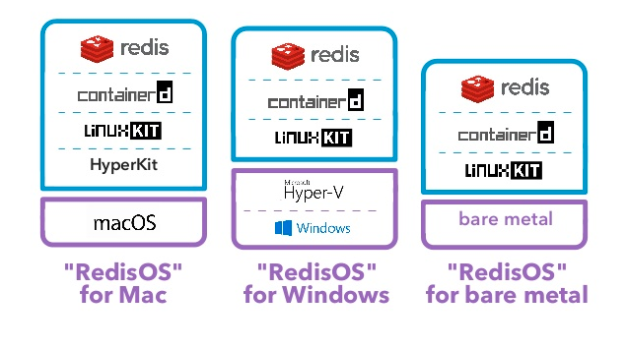 redis
containerd
LinuxKIT
HyperKit
macOS
"RedisOS"
for Mac
redis
containerd
LinuxKIT
Microsoft
Hyper-V
Windows
"RedisOS"
for Windows
redis
containerd
LinuxKIT
bare metal
"RedisOS"
for bare metal